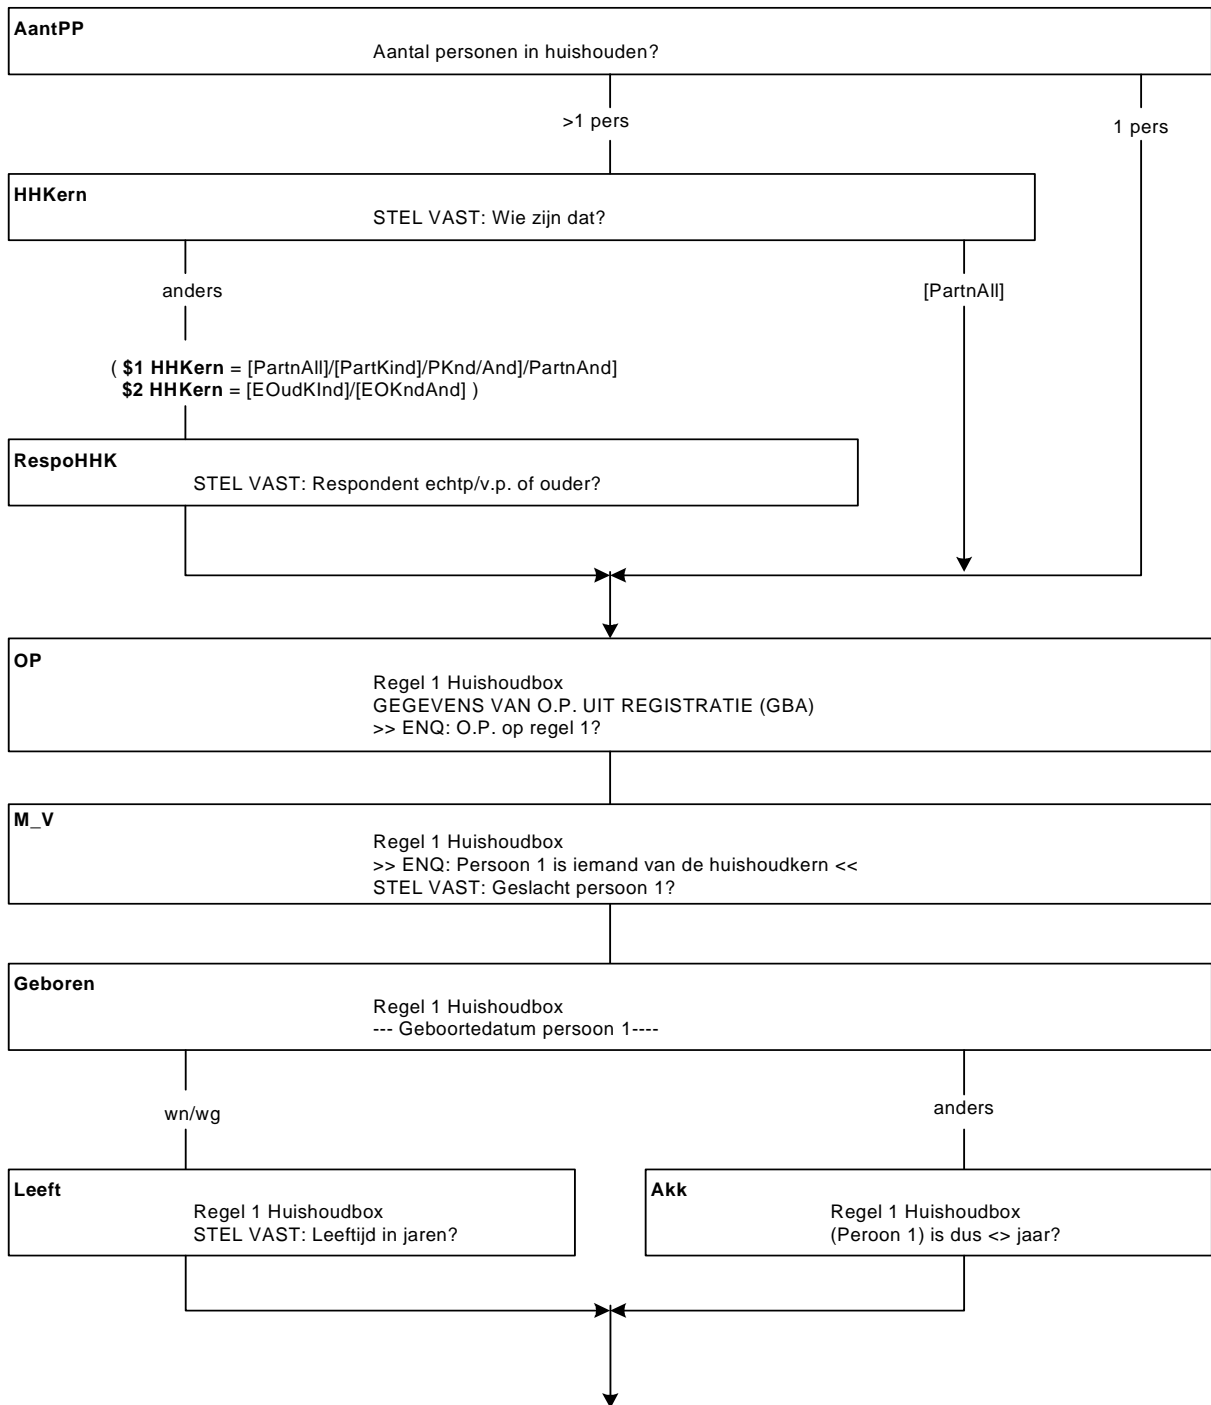 AantPP
Aantal personen in huishouden?
>1 pers
1 pers
HHKern
STEL VAST: Wie zijn dat?
anders
[PartnAll]
( $1 HHKern = [PartnAll]/[PartKind]/PKnd/And]/PartnAnd]
$2 HHKern = [EOudKInd]/[EOKndAnd] )
RespoHHK
STEL VAST: Respondent echtp/v.p. of ouder?
OP
Regel 1 Huishoudbox
GEGEVENS VAN O.P. UIT REGISTRATIE (GBA)
>> ENQ: O.P. op regel 1?
M_V
Regel 1 Huishoudbox
>> ENQ: Persoon 1 is iemand van de huishoudkern <<
STEL VAST: Geslacht persoon 1?
Geboren
Regel 1 Huishoudbox
--- Geboortedatum persoon 1----
wn/wg
anders
Leeft
Regel 1 Huishoudbox
STEL VAST: Leeftijd in jaren?
Akk
Regel 1 Huishoudbox
(Peroon 1) is dus <> jaar?